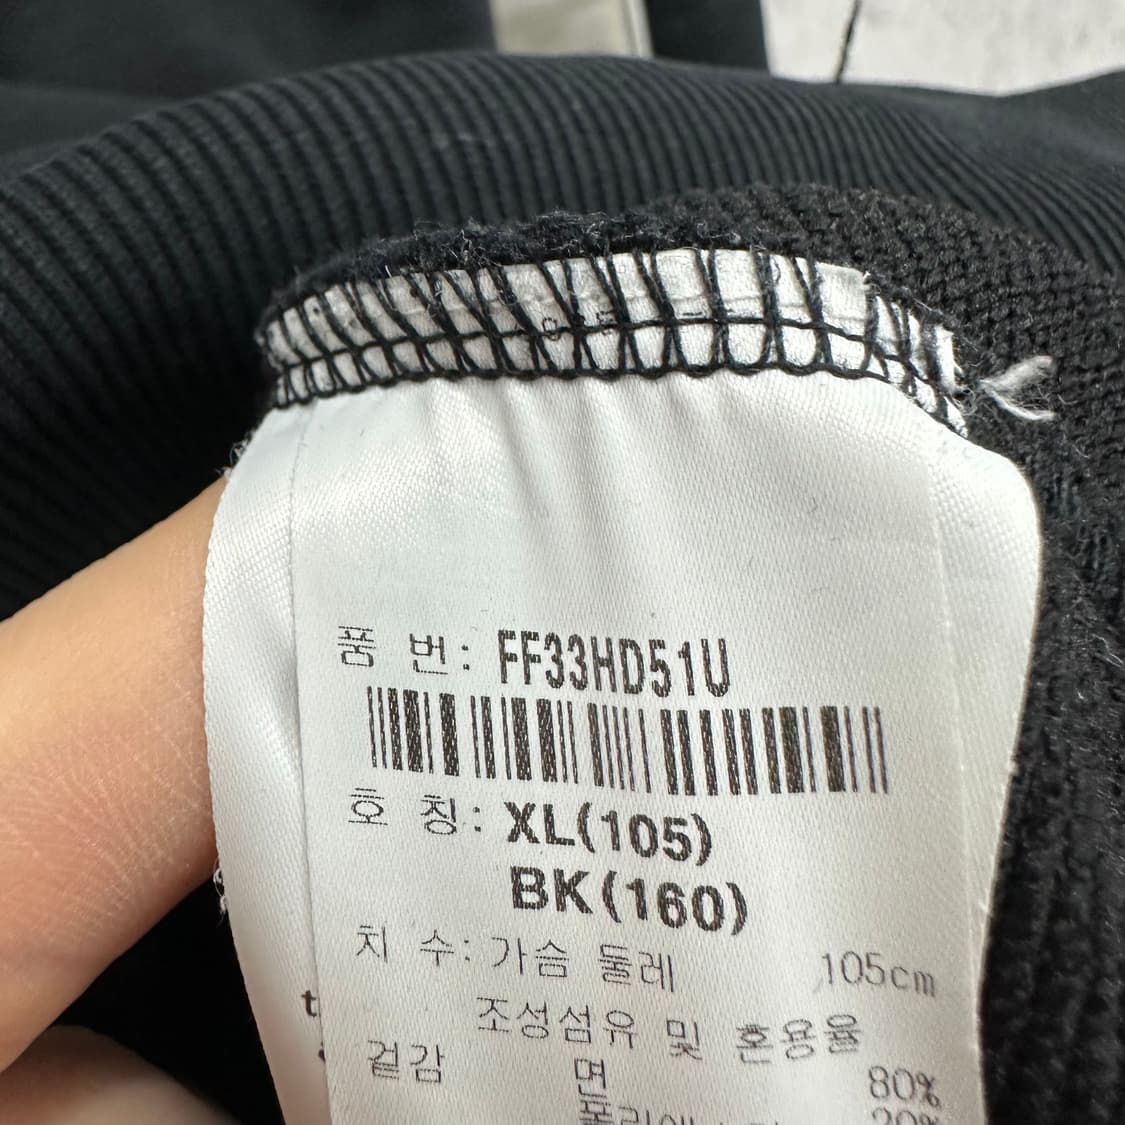 품 번: FF33HD51U
호 칭: XL(105)
BK(160)
치 수: 가슴 둘레 105cm
조성섬유 및 혼용율
겉감 면 80%
20%